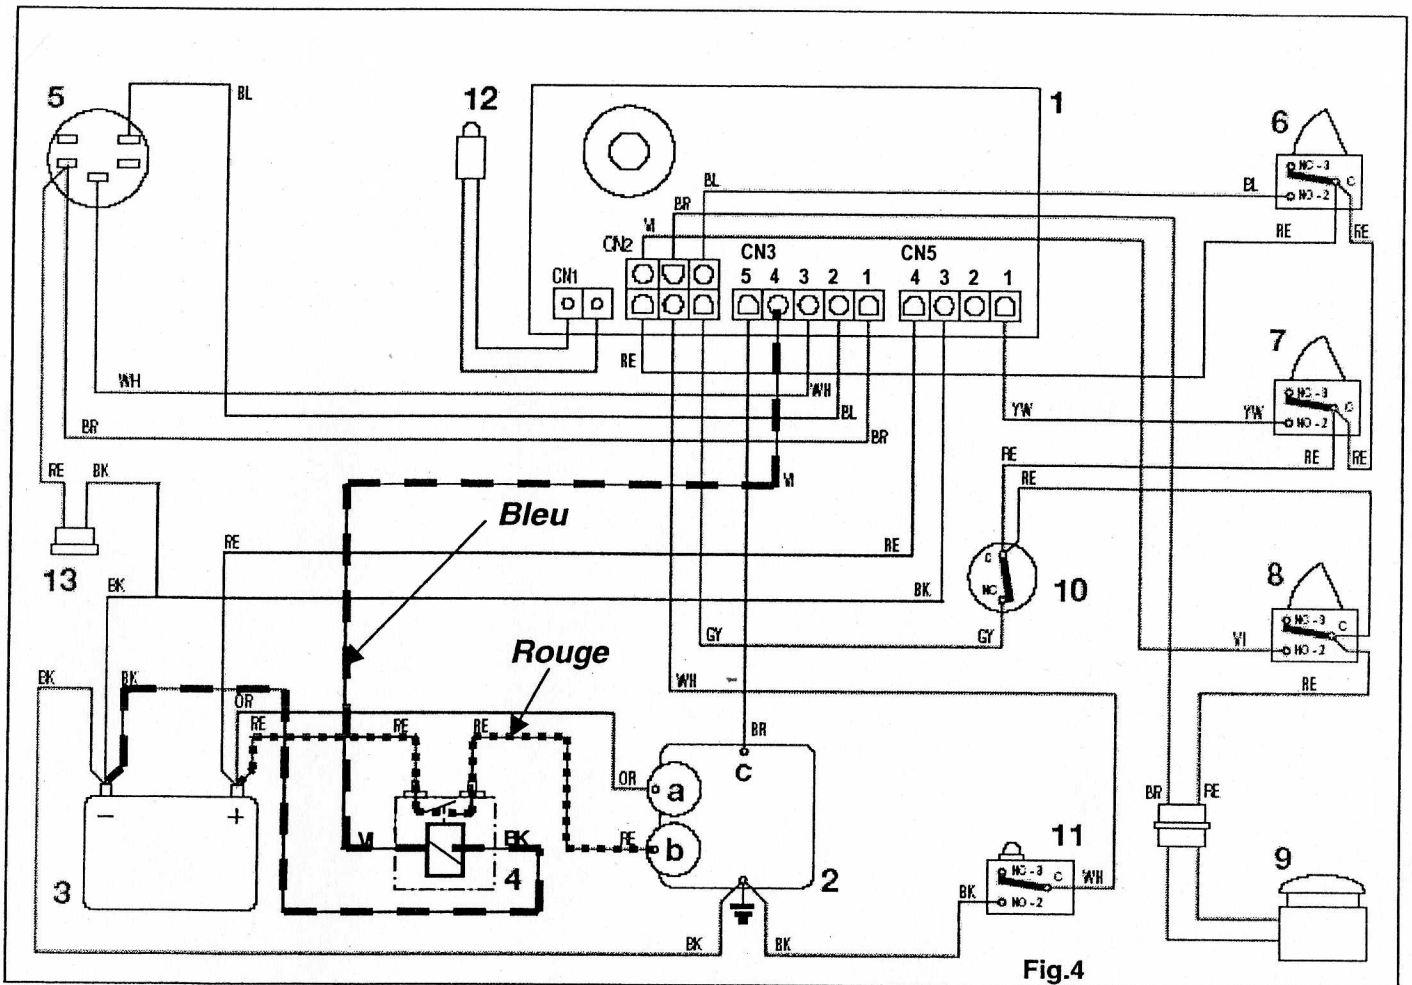 5
BL
12
1
6
NC-3
C
BL
NO-2
BL
BR
VI
RE
RE
CN2
CN3
CN5
CN1
5 4 3 2 1
4 3 2 1
7
NC-3
C
RE
WH
WH
BL
YW
YW
NO-2
BR
BR
RE
RE
RE
RE
BK
VI
RE
Bleu
RE
RE
C
NC
10
8
13
BK
BK
NC-3
C
GY
GY
VI
NO-2
Rouge
BK
BK
WH
RE
OR
RE
RE
RE
BR
C
OR
a
BR
RE
- +
VI
BK
RE
b
11
9
3
4
2
NC-3
C
WH
BK
NO-2
BK
BK
Fig.4